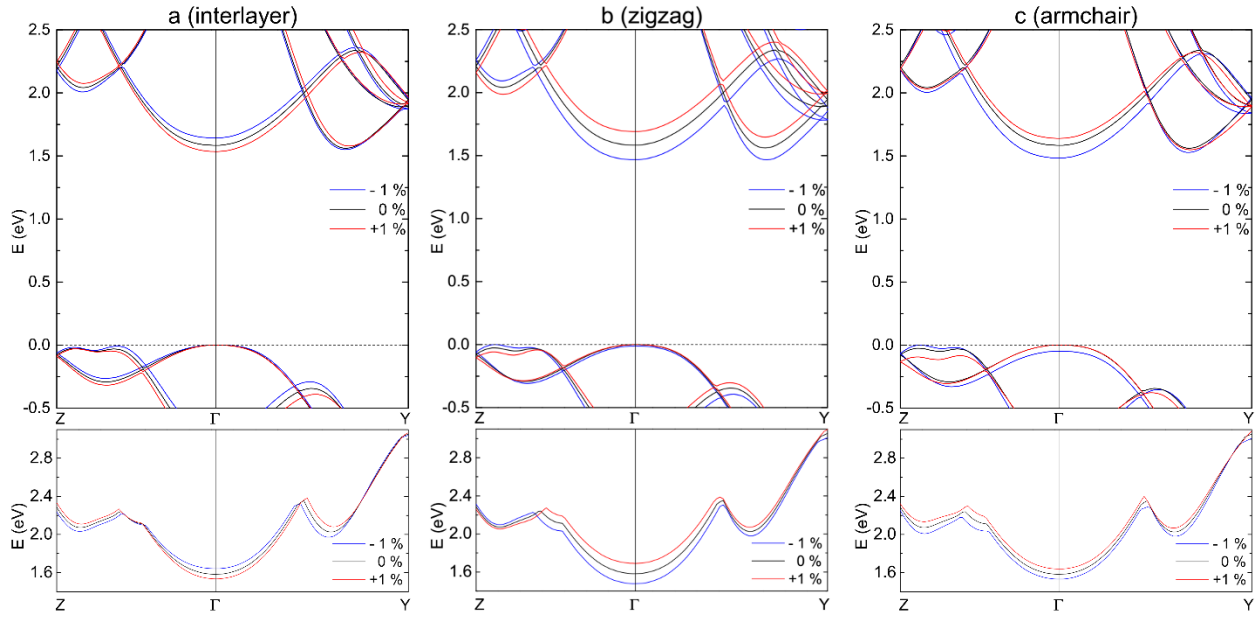 a (interlayer)
b (zigzag)
c (armchair)
2.5
2.0
1.5
1.0
0.5
0.0
-0.5
E (eV)
- 1 %
0 %
+1 %
Z
Γ
Y
2.5
2.0
1.5
1.0
0.5
0.0
-0.5
E (eV)
- 1 %
0 %
+1 %
Z
Γ
Y
2.5
2.0
1.5
1.0
0.5
0.0
-0.5
E (eV)
- 1 %
0 %
+1 %
Z
Γ
Y
2.8
2.4
2.0
1.6
E (eV)
- 1 %
0 %
+1 %
Z
Γ
Y
2.8
2.4
2.0
1.6
E (eV)
- 1 %
0 %
+1 %
Z
Γ
Y
2.8
2.4
2.0
1.6
E (eV)
- 1 %
0 %
+1 %
Z
Γ
Y